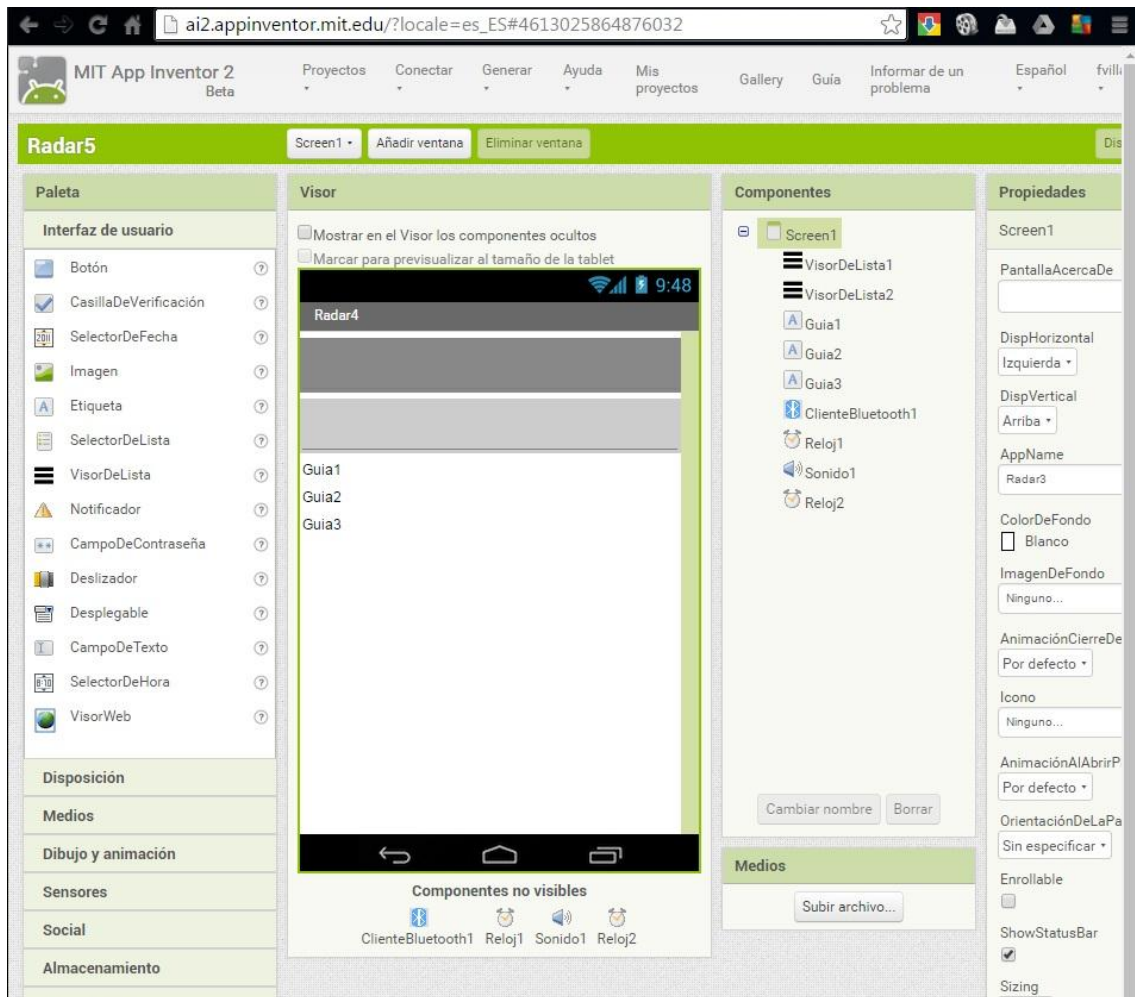 ai2.appinventor.mit.edu/?locale=es_ES#4613025864876032
MIT App Inventor 2
Beta
Proyectos
Conectar
Generar
Ayuda
Mis
proyectos
Gallery
Guía
Informar de un
problema
Español
fvilla
Radar5
Screen1
Añadir ventana
Eliminar ventana
Dis
Paleta
Interfaz de usuario
Botón
CasillaDeVerificación
SelectorDeFecha
Imagen
Etiqueta
SelectorDeLista
VisorDeLista
Notificador
CampoDeContraseña
Deslizador
Desplegable
CampoDeTexto
SelectorDeHora
VisorWeb
Disposición
Medios
Dibujo y animación
Sensores
Social
Almacenamiento
Visor
Mostrar en el Visor los componentes ocultos
Marcar para previsualizar al tamaño de la tablet
9:48
Radar4
Guia1
Guia2
Guia3
Componentes no visibles
ClienteBluetooth1
Reloj1
Sonido1
Reloj2
Componentes
Screen1
VisorDeLista1
VisorDeLista2
Guia1
Guia2
Guia3
ClienteBluetooth1
Reloj1
Sonido1
Reloj2
Cambiar nombre
Borrar
Medios
Subir archivo...
Propiedades
Screen1
PantallaAcercaDe
DispHorizontal
Izquierda
DispVertical
Arriba
AppName
Radar3
ColorDeFondo
Blanco
ImagenDeFondo
Ninguno...
AnimaciónCierreDe
Por defecto
Icono
Ninguno...
AnimaciónAlAbrirP
Por defecto
OrientaciónDeLaPa
Sin especificar
Enrollable
ShowStatusBar
Sizing